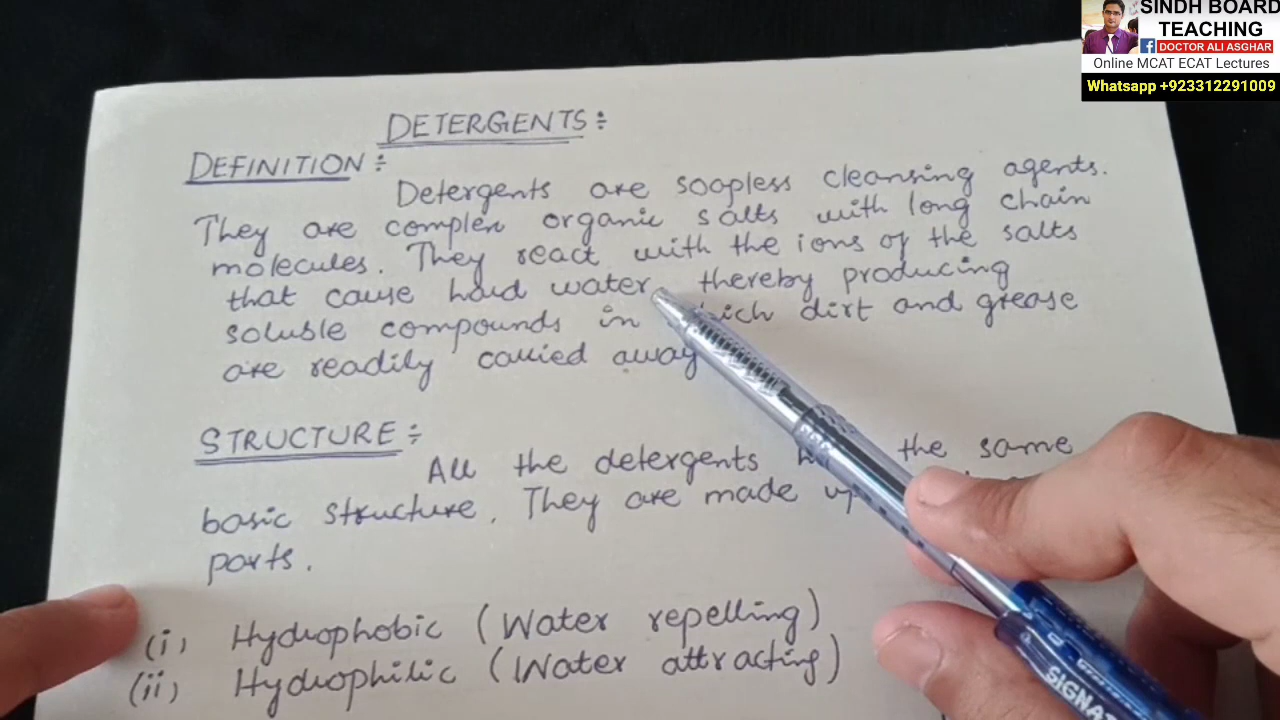 SINDH BOARD
TEACHING
DOCTOR ALI ASGHAR
Online MCAT ECAT Lectures
Whatsapp +923312291009
DETERGENTS:
DEFINITION:
Detergents are soapless cleansing agents.
They are complex organic salts with long chain
molecules. They react with the ions of the salts
that cause hard water, thereby producing
soluble compounds in which dirt and grease
are readily carried away
STRUCTURE:
All the detergents the same
basic structure. They are made up
parts.
(i) Hydrophobic (Water repelling)
(ii) Hydrophilic (Water attracting)
SIGNAT